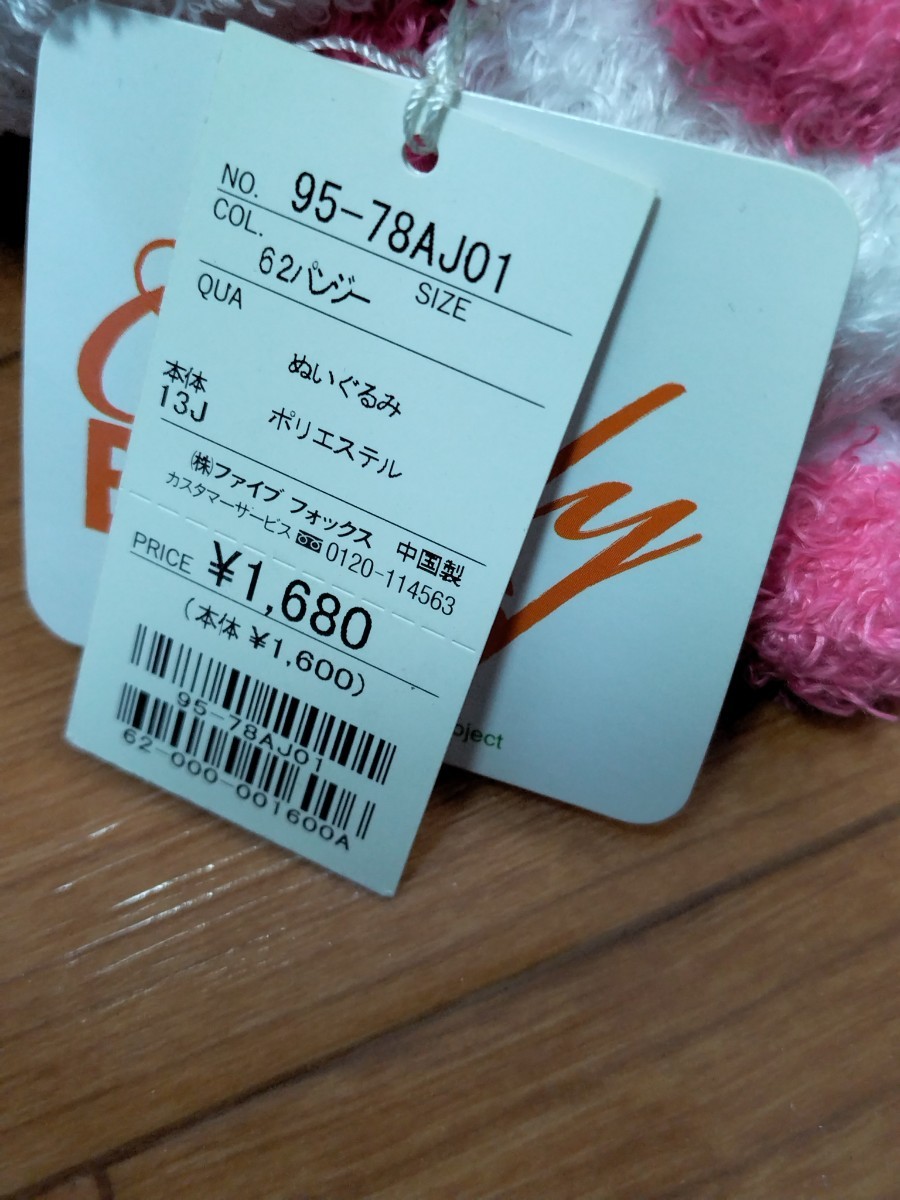 NO. 95-78AJ01
COL. 62パンジー SIZE
QUA
ぬいぐるみ
本体
13J ポリエステル
(株)ファイブ フォックス 中国製
カスタマーサービス 0120-114563
PRICE ¥1,680
(本体 ¥1,600)
95-78AJ01
62-000-001600A